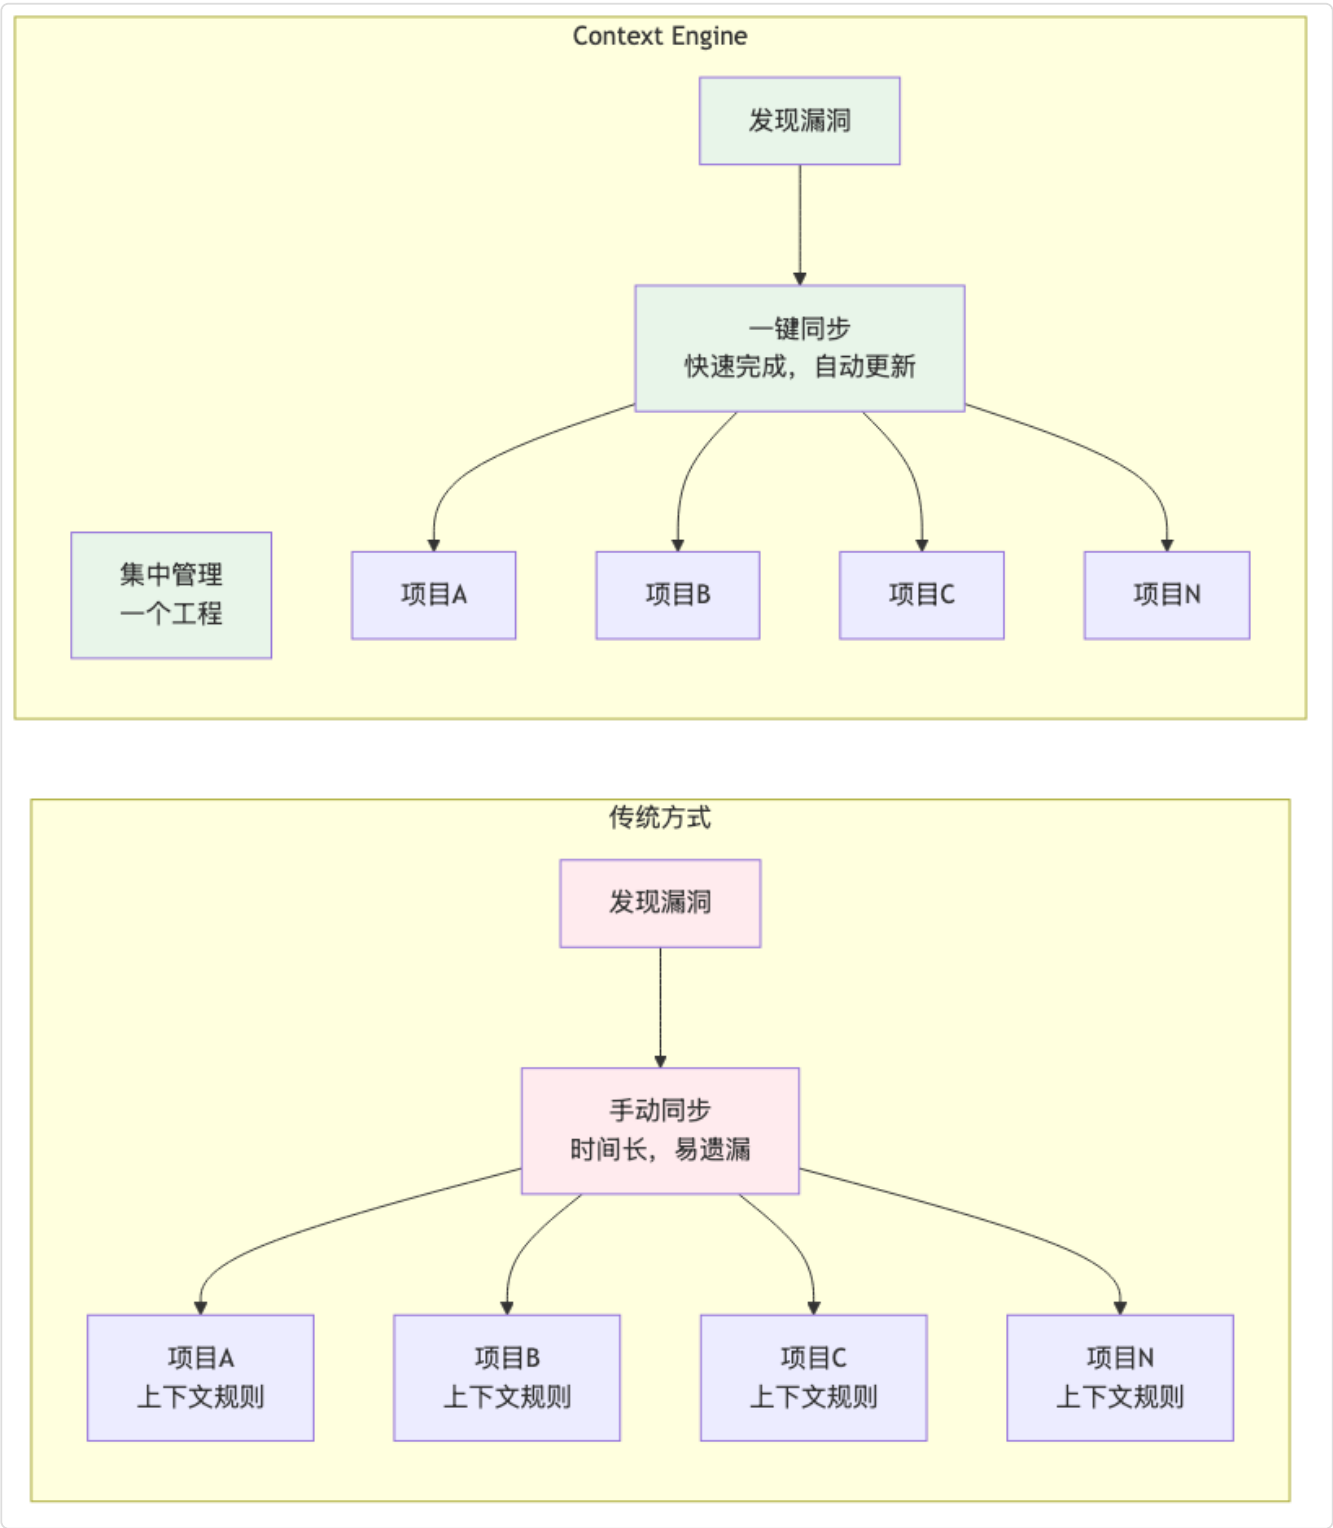 Context Engine
发现漏洞
一键同步
快速完成，自动更新
集中管理
一个工程
项目A
项目B
项目C
项目N
传统方式
发现漏洞
手动同步
时间长，易遗漏
项目A
上下文规则
项目B
上下文规则
项目C
上下文规则
项目N
上下文规则